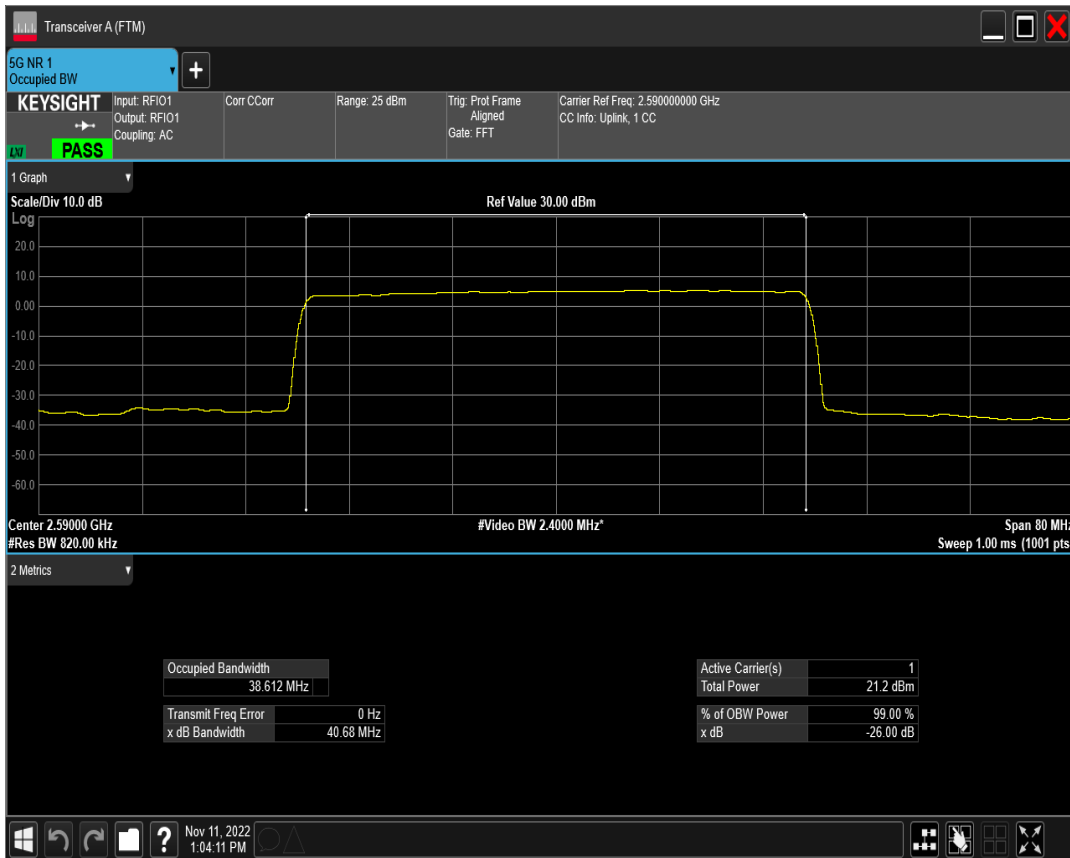 Transceiver A (FTM)
5G NR 1
Occupied BW
+
KEYSIGHT
LXI
PASS
Input: RFIO1
Output: RFIO1
Coupling: AC
Corr CCorr
Range: 25 dBm
Trig: Prot Frame
Aligned
Gate: FFT
Carrier Ref Freq: 2.590000000 GHz
CC Info: Uplink, 1 CC
1 Graph
Scale/Div 10.0 dB
Ref Value 30.00 dBm
Log
20.0
10.0
0.00
-10.0
-20.0
-30.0
-40.0
-50.0
-60.0
Center 2.59000 GHz
#Video BW 2.4000 MHz*
Span 80 MHz
#Res BW 820.00 kHz
Sweep 1.00 ms (1001 pts
2 Metrics
Occupied Bandwidth
38.612 MHz
Transmit Freq Error 0 Hz
x dB Bandwidth 40.68 MHz
Active Carrier(s) 1
Total Power 21.2 dBm
% of OBW Power 99.00 %
x dB -26.00 dB
?
Nov 11, 2022
1:04:11 PM